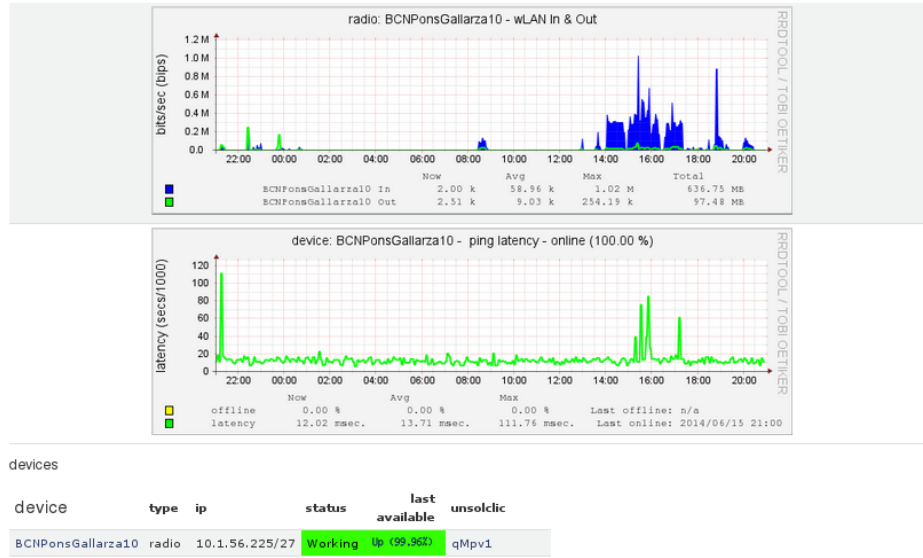 radio: BCNPonsGallarza10 - wLAN In & Out
RRDTOOL / TOBI OETIKER
bits/sec (bips)
1.2 M
1.0 M
0.8 M
0.6 M
0.4 M
0.2 M
0.0
22:00 00:00 02:00 04:00 06:00 08:00 10:00 12:00 14:00 16:00 18:00 20:00
Now Avg Max Total
BCNPonsGallarza10 In 2.00 k 58.96 k 1.02 M 636.75 MB
BCNPonsGallarza10 Out 2.51 k 9.03 k 254.19 k 97.48 MB
device: BCNPonsGallarza10 - ping latency - online (100.00 %)
RRDTOOL / TOBI OETIKER
latency (secs/1000)
120
100
80
60
40
20
0
22:00 00:00 02:00 04:00 06:00 08:00 10:00 12:00 14:00 16:00 18:00 20:00
Now Avg Max
offline 0.00 % 0.00 % 0.00 % Last offline: n/a
latency 12.02 msec. 13.71 msec. 111.76 msec. Last online: 2014/06/15 21:00
devices
device type ip status last available unsolclic
BCNPonsGallarza10 radio 10.1.56.225/27 Working Up (99.96%) qMpv1